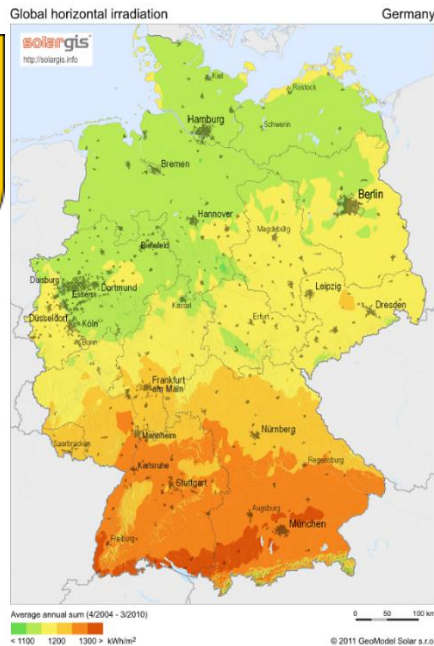 Global horizontal irradiation
Germany
solargis
http://solargis.info
Kiel
Rostock
Hamburg
Schwerin
Bremen
Berlin
Hannover
Magdeburg
Bielefeld
Duisburg
Essen
Dortmund
Leipzig
Kassel
Düsseldorf
Köln
Erfurt
Dresden
Bonn
Frankfurt
am Main
Mannheim
Nürnberg
Saarbrücken
Karlsruhe
Regensburg
Stuttgart
Augsburg
München
Freiburg
Average annual sum (4/2004 - 3/2010)
0 50 100 km
< 1100 1200 1300 > kWh/m²
© 2011 GeoModel Solar s.r.o.